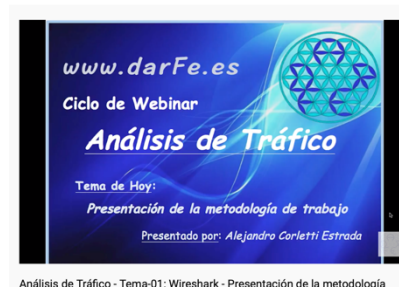 www.darFe.es
Ciclo de Webinar
Análisis de Tráfico
Tema de Hoy:
Presentación de la metodología de trabajo
Presentado por: Alejandro Corletti Estrada
Análisis de Tráfico - Tema-01: Wireshark - Presentación de la metodología